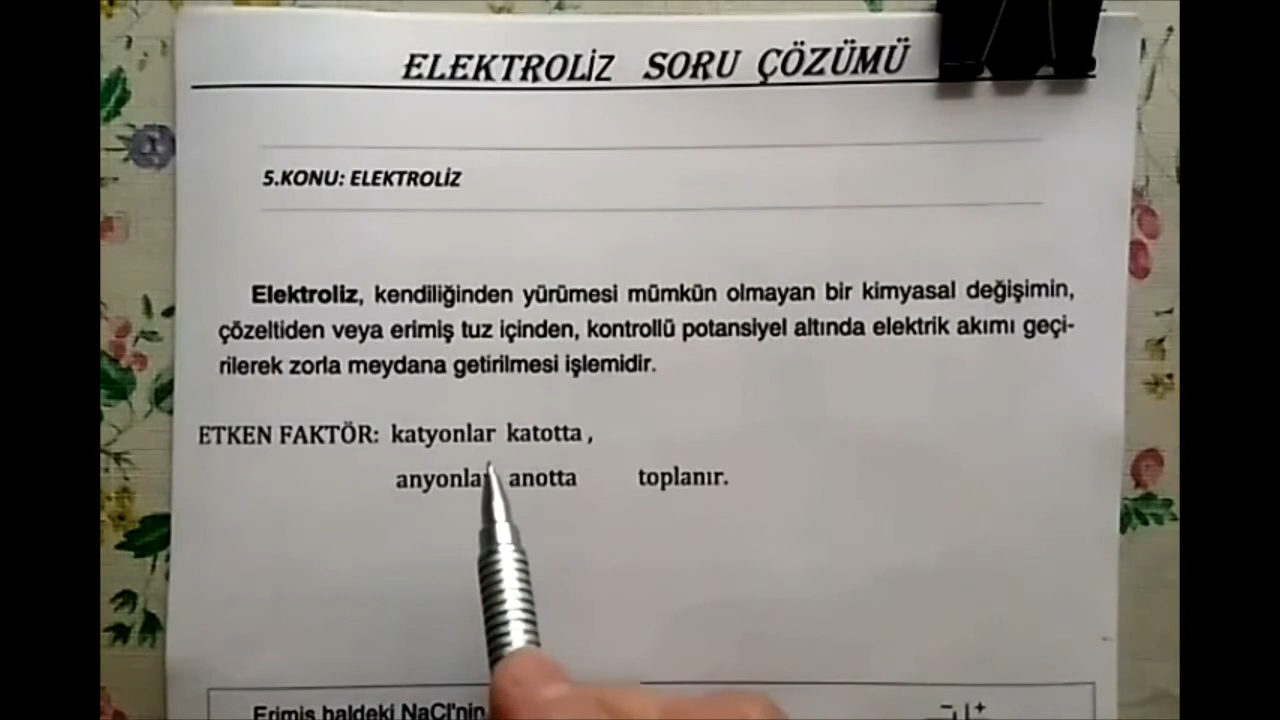 ELEKTROLİZ SORU ÇÖZÜMÜ
5.KONU: ELEKTROLİZ
Elektroliz, kendiliğinden yürümesi mümkün olmayan bir kimyasal değişimin,
çözeltiden veya erimiş tuz içinden, kontrollü potansiyel altında elektrik akımı geçi-
rilerek zorla meydana getirilmesi işlemidir.
ETKEN FAKTÖR: katyonlar katotta,
anyonlar anotta toplanır.
Erimiş haldeki NaCl'nin